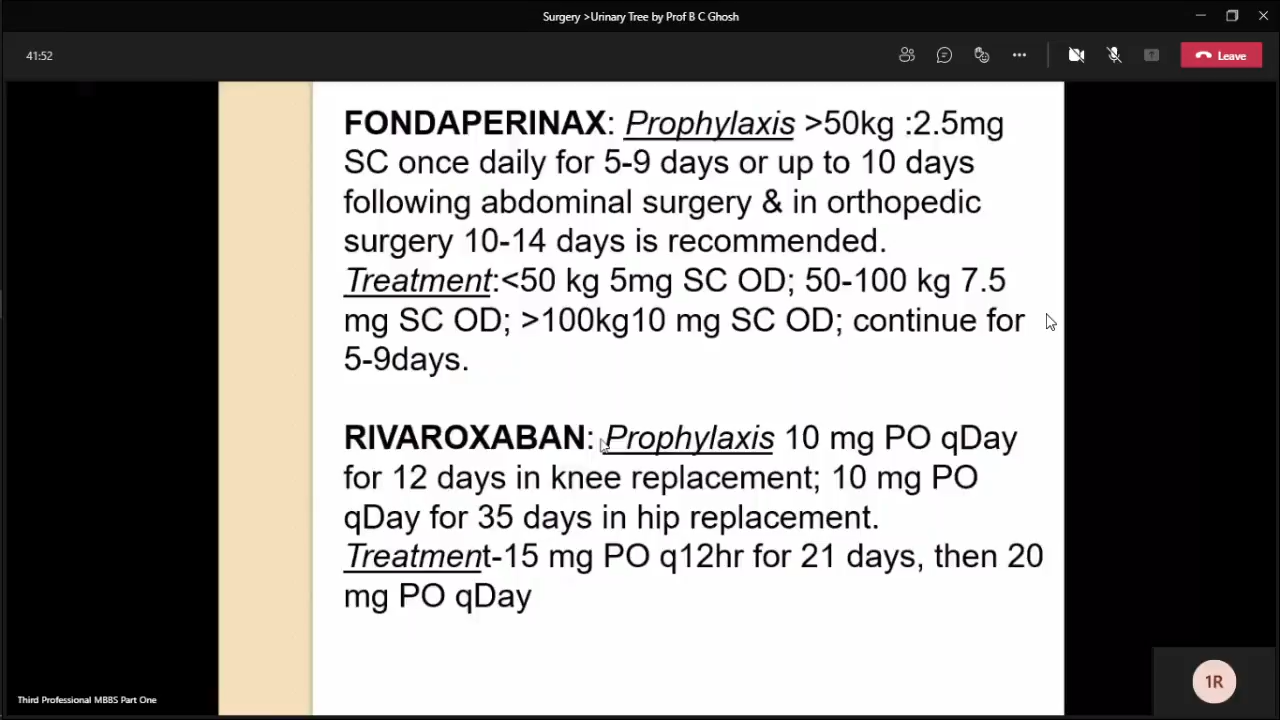 Surgery >Urinary Tree by Prof B C Ghosh
41:52
Leave
FONDAPERINAX: Prophylaxis >50kg :2.5mg
SC once daily for 5-9 days or up to 10 days
following abdominal surgery & in orthopedic
surgery 10-14 days is recommended.
Treatment:<50 kg 5mg SC OD; 50-100 kg 7.5
mg SC OD; >100kg10 mg SC OD; continue for
5-9days.
RIVAROXABAN: Prophylaxis 10 mg PO qDay
for 12 days in knee replacement; 10 mg PO
qDay for 35 days in hip replacement.
Treatment-15 mg PO q12hr for 21 days, then 20
mg PO qDay
1R
Third Professional MBBS Part One